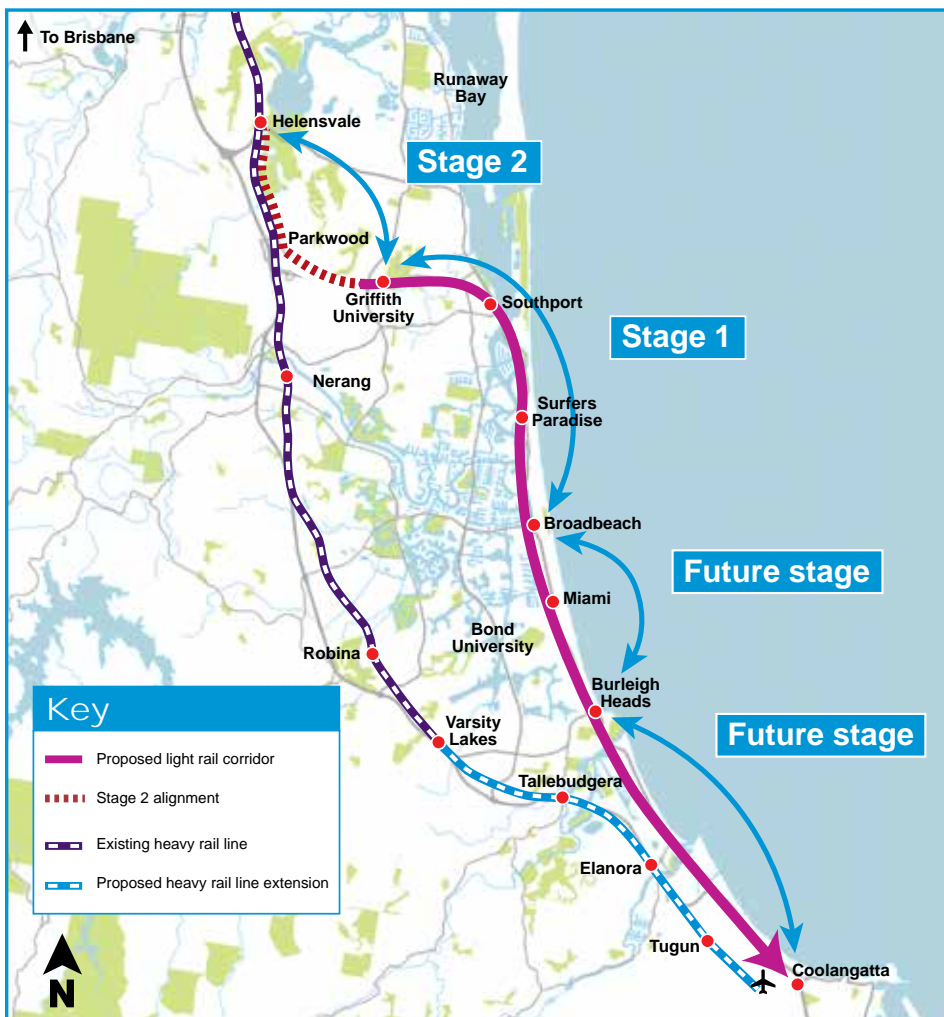 To Brisbane
Runaway
Bay
Helensvale
Stage 2
Parkwood
Griffith
University
Southport
Stage 1
Nerang
Surfers
Paradise
Broadbeach
Future stage
Miami
Bond
University
Robina
Burleigh
Heads
Key
Varsity
Lakes
Future stage
Proposed light rail corridor
Tallebudgera
Stage 2 alignment
Existing heavy rail line
Elanora
Proposed heavy rail line extension
Tugun
Coolangatta
N